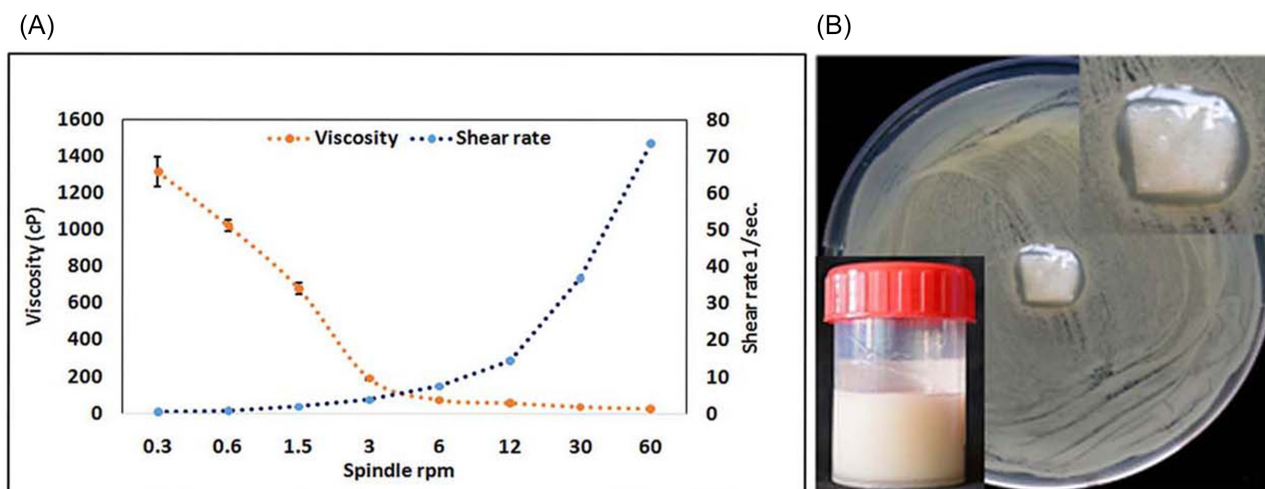 (A)
(B)
Viscosity Shear rate
1600
1400
1200
1000
800
600
400
200
0
Viscosity (cP)
80
70
60
50
40
30
20
10
0
Shear rate 1/sec.
0.3 0.6 1.5 3 6 12 30 60
Spindle rpm